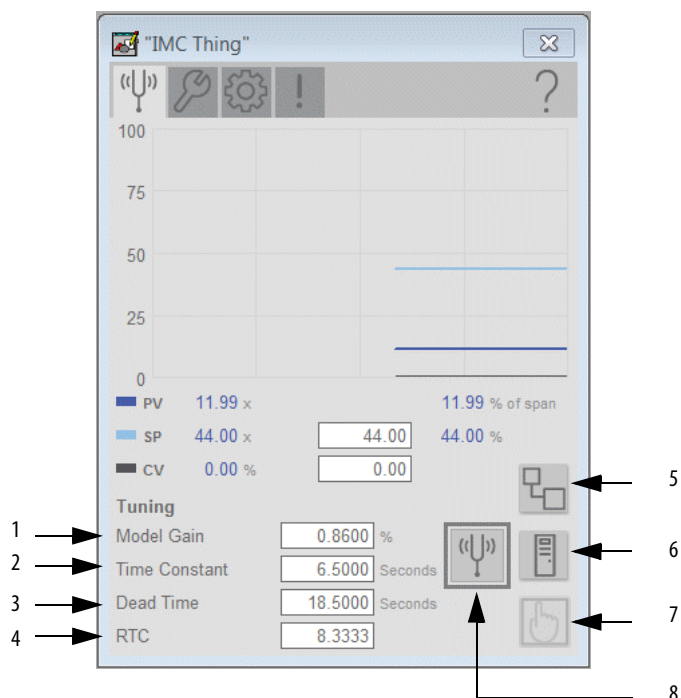 "IMC Thing"
?
100
75
50
25
0
PV 11.99 x 11.99 % of span
SP 44.00 x 44.00 44.00 %
CV 0.00 % 0.00
5
Tuning
1 Model Gain 0.8600 % 6
2 Time Constant 6.5000 Seconds
3 Dead Time 18.5000 Seconds 7
4 RTC 8.3333
8